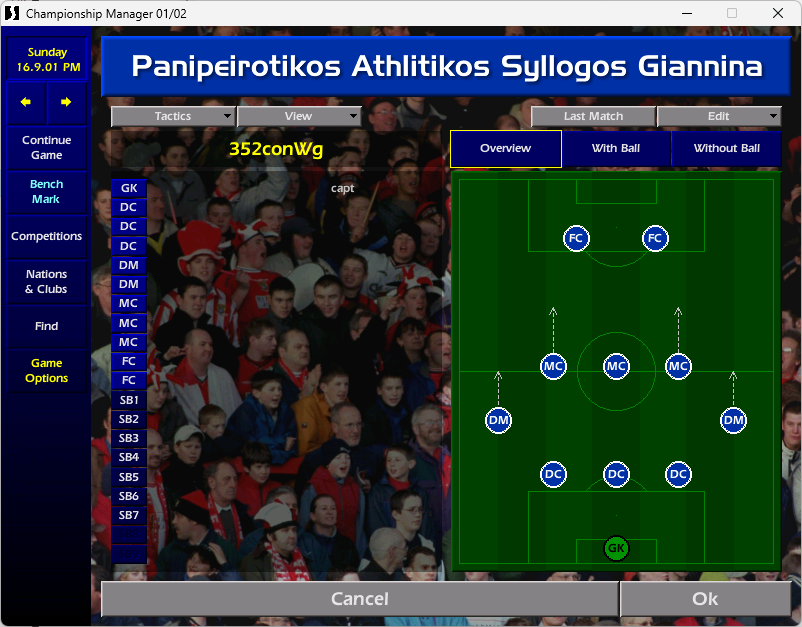 Championship Manager 01/02
Sunday
16.9.01 PM
Continue
Game
Bench
Mark
Competitions
Nations
& Clubs
Find
Game
Options
Panipeirotikos Athlitikos Syllogos Giannina
Tactics
View
Last Match
Edit
352conWg
Overview
With Ball
Without Ball
GK
capt
DC
DC
DC
DM
DM
MC
MC
MC
FC
FC
SB1
SB2
SB3
SB4
SB5
SB6
SB7
FC
FC
MC
MC
MC
DM
DM
DC
DC
DC
GK
Cancel
Ok